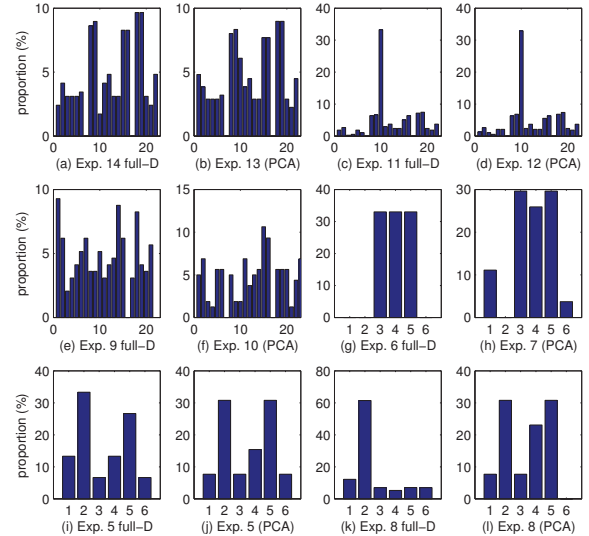 proportion (%)
10
5
0
0 10 20
(a) Exp. 14 full-D
10
5
0
0 10 20
(b) Exp. 13 (PCA)
40
30
20
10
0
0 10 20
(c) Exp. 11 full-D
40
30
20
10
0
0 10 20
(d) Exp. 12 (PCA)
proportion (%)
10
5
0
0 10 20
(e) Exp. 9 full-D
15
10
5
0
0 10 20
(f) Exp. 10 (PCA)
30
20
10
0
1 2 3 4 5 6
(g) Exp. 6 full-D
30
20
10
0
1 2 3 4 5 6
(h) Exp. 7 (PCA)
proportion (%)
40
30
20
10
0
1 2 3 4 5 6
(i) Exp. 5 full-D
40
30
20
10
0
1 2 3 4 5 6
(j) Exp. 5 (PCA)
80
60
40
20
0
1 2 3 4 5 6
(k) Exp. 8 full-D
40
30
20
10
0
1 2 3 4 5 6
(l) Exp. 8 (PCA)